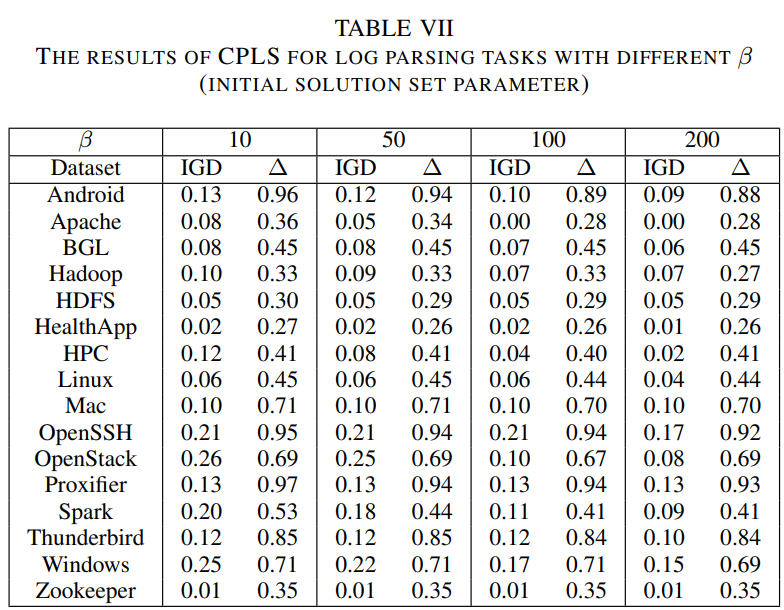 TABLE VII
THE RESULTS OF CPLS FOR LOG PARSING TASKS WITH DIFFERENT β
(INITIAL SOLUTION SET PARAMETER)
β 10 50 100 200
Dataset IGD Δ IGD Δ IGD Δ IGD Δ
Android 0.13 0.96 0.12 0.94 0.10 0.89 0.09 0.88
Apache 0.08 0.36 0.05 0.34 0.00 0.28 0.00 0.28
BGL 0.08 0.45 0.08 0.45 0.07 0.45 0.06 0.45
Hadoop 0.10 0.33 0.09 0.33 0.07 0.33 0.07 0.27
HDFS 0.05 0.30 0.05 0.29 0.05 0.29 0.05 0.29
HealthApp 0.02 0.27 0.02 0.26 0.02 0.26 0.01 0.26
HPC 0.12 0.41 0.08 0.41 0.04 0.40 0.02 0.41
Linux 0.06 0.45 0.06 0.45 0.06 0.44 0.04 0.44
Mac 0.10 0.71 0.10 0.71 0.10 0.70 0.10 0.70
OpenSSH 0.21 0.95 0.21 0.94 0.21 0.94 0.17 0.92
OpenStack 0.26 0.69 0.25 0.69 0.10 0.67 0.08 0.69
Proxifier 0.13 0.97 0.13 0.94 0.13 0.94 0.13 0.93
Spark 0.20 0.53 0.18 0.44 0.11 0.41 0.09 0.41
Thunderbird 0.12 0.85 0.12 0.85 0.12 0.84 0.10 0.84
Windows 0.25 0.71 0.22 0.71 0.17 0.71 0.15 0.69
Zookeeper 0.01 0.35 0.01 0.35 0.01 0.35 0.01 0.35